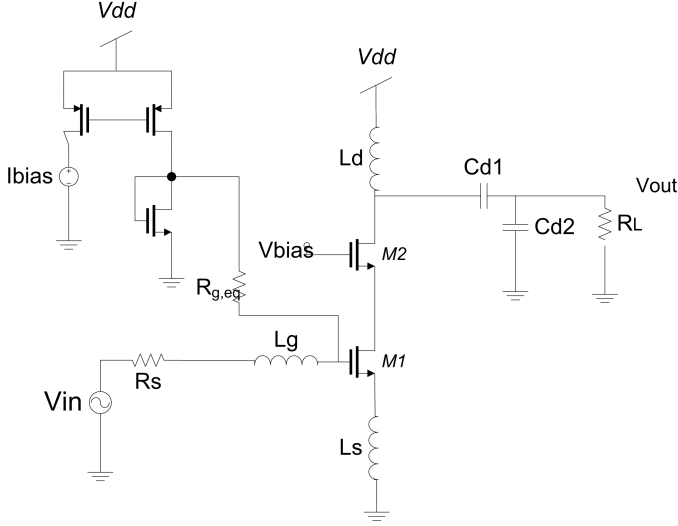 Vdd
Vdd
Ld
Cd1
Vout
Ibias
Cd2
RL
Vbias
M2
Rg,eq
Lg
M1
Rs
Vin
Ls